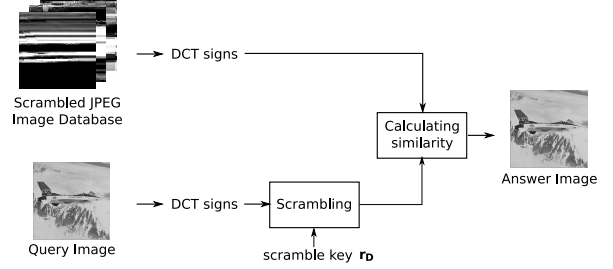 DCT signs
Scrambled JPEG
Image Database
Calculating
similarity
Answer Image
DCT signs
Scrambling
Query Image
scramble key r_D